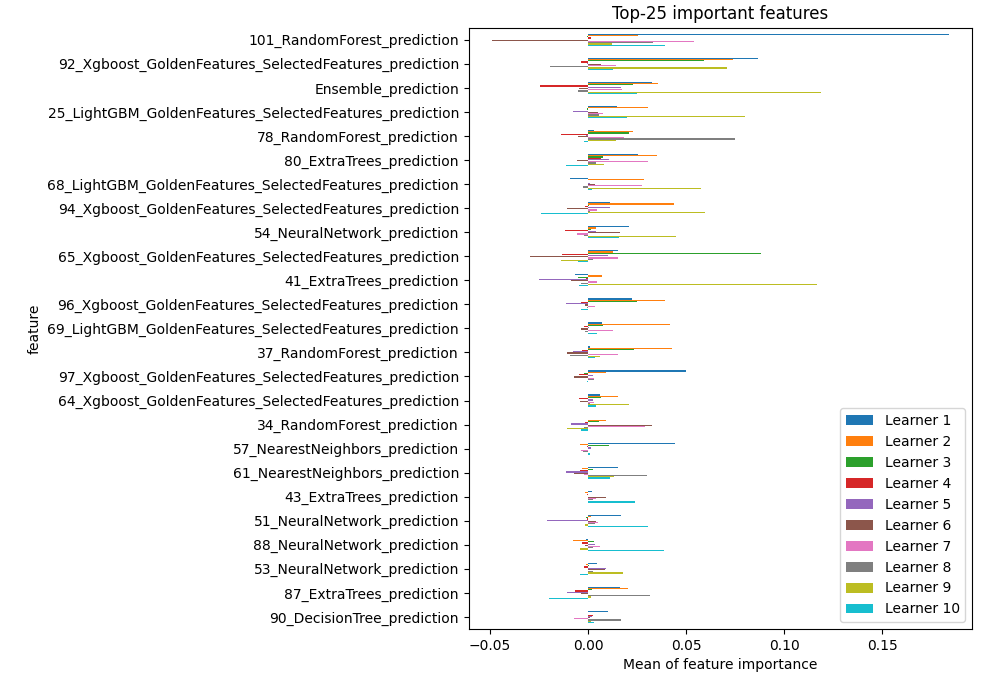 Top-25 important features
101_RandomForest_prediction
92_Xgboost_GoldenFeatures_SelectedFeatures_prediction
Ensemble_prediction
25_LightGBM_GoldenFeatures_SelectedFeatures_prediction
78_RandomForest_prediction
80_ExtraTrees_prediction
68_LightGBM_GoldenFeatures_SelectedFeatures_prediction
94_Xgboost_GoldenFeatures_SelectedFeatures_prediction
54_NeuralNetwork_prediction
65_Xgboost_GoldenFeatures_SelectedFeatures_prediction
41_ExtraTrees_prediction
96_Xgboost_GoldenFeatures_SelectedFeatures_prediction
69_LightGBM_GoldenFeatures_SelectedFeatures_prediction
37_RandomForest_prediction
97_Xgboost_GoldenFeatures_SelectedFeatures_prediction
64_Xgboost_GoldenFeatures_SelectedFeatures_prediction
34_RandomForest_prediction
57_NearestNeighbors_prediction
61_NearestNeighbors_prediction
43_ExtraTrees_prediction
51_NeuralNetwork_prediction
88_NeuralNetwork_prediction
53_NeuralNetwork_prediction
87_ExtraTrees_prediction
90_DecisionTree_prediction
feature
Learner 1
Learner 2
Learner 3
Learner 4
Learner 5
Learner 6
Learner 7
Learner 8
Learner 9
Learner 10
−0.05 0.00 0.05 0.10 0.15
Mean of feature importance